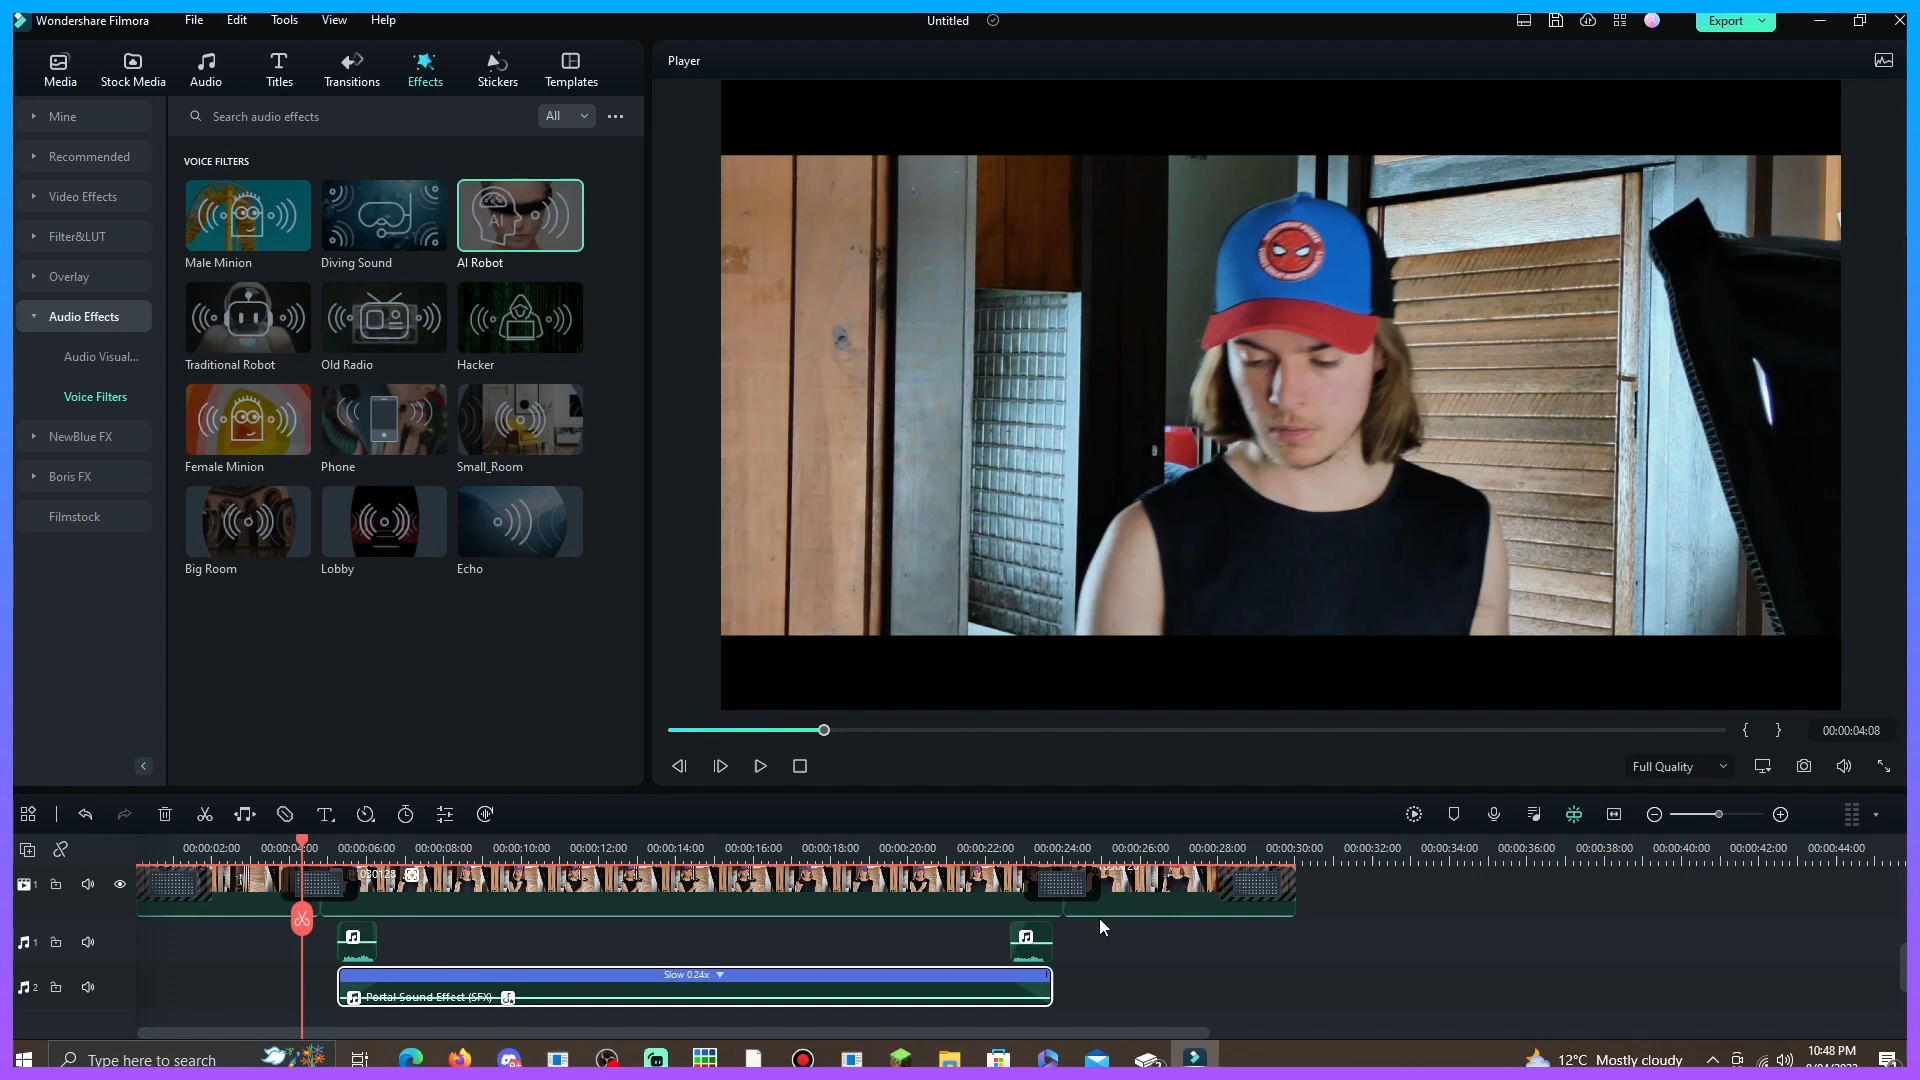 Wondershare Filmora File Edit Tools View Help Untitled Export
Media Stock Media Audio Titles Transitions Effects Stickers Templates
Player
Mine
Recommended
Video Effects
Filter&LUT
Overlay
Audio Effects
Audio Visual...
Voice Filters
NewBlue FX
Boris FX
Filmstock
Search audio effects All
VOICE FILTERS
Male Minion Diving Sound AI Robot
AI
Traditional Robot Old Radio Hacker
Female Minion Phone Small_Room
Big Room Lobby Echo
{ } 00:00:04:08
Full Quality
00:00:02:00 00:00:04:00 00:00:06:00 00:00:08:00 00:00:10:00 00:00:12:00 00:00:14:00 00:00:16:00 00:00:18:00 00:00:20:00 00:00:22:00 00:00:24:00 00:00:26:00 00:00:28:00 00:00:30:00 00:00:32:00 00:00:34:00 00:00:36:00 00:00:38:00 00:00:40:00 00:00:42:00 00:00:44:00
1
1
2
Slow 0.24x
Portal Sound Effect (SFX)
Type here to search
12°C Mostly cloudy
10:48 PM